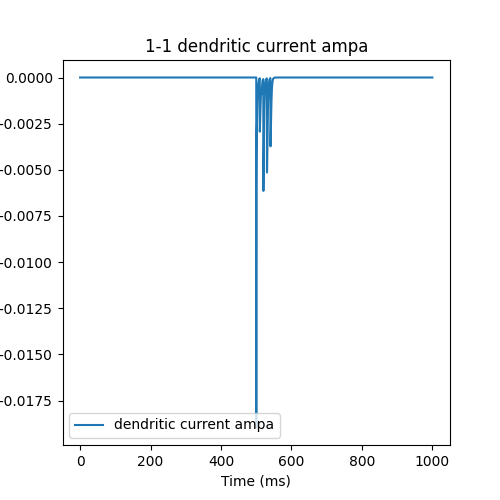 1-1 dendritic current ampa
0.0000
-0.0025
-0.0050
-0.0075
-0.0100
-0.0125
-0.0150
-0.0175
dendritic current ampa
0 200 400 600 800 1000
Time (ms)